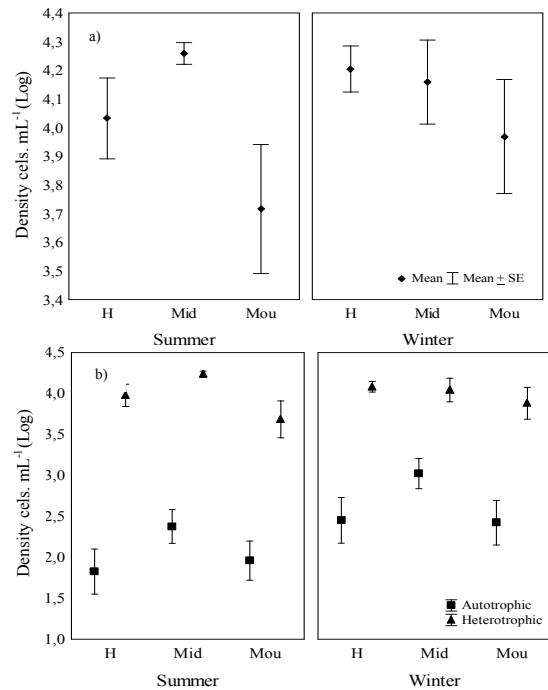 a)
Density cels. mL⁻¹(Log)
4,4
4,3
4,2
4,1
4,0
3,9
3,8
3,7
3,6
3,5
3,4
Mean Mean ± SE
H Mid Mou H Mid Mou
Summer Winter
b)
Density cels. mL⁻¹(Log)
4,5
4,0
3,5
3,0
2,5
2,0
1,5
1,0
Autotrophic
Heterotrophic
H Mid Mou H Mid Mou
Summer Winter